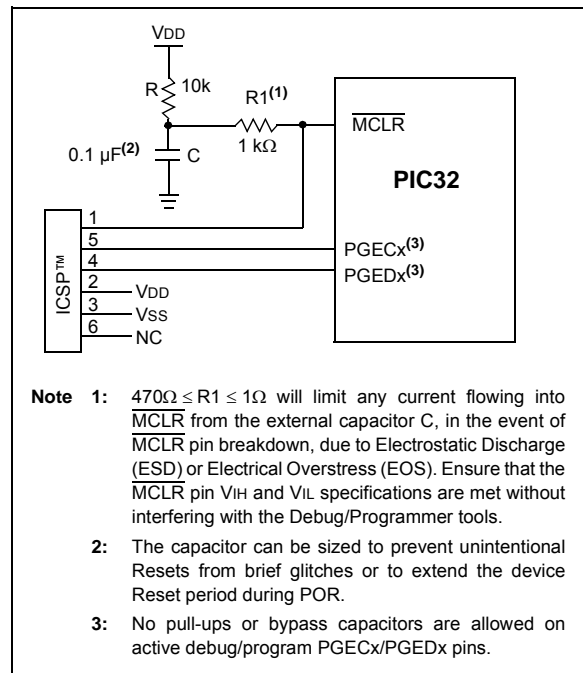 VDD
R 10k
R1(1)
1 kΩ
MCLR
0.1 µF(2) C
PIC32
ICSP™
1
5
4
2
3
6
PGECx(3)
PGEDx(3)
VDD
VSS
NC
Note 1: 470Ω ≤ R1 ≤ 1Ω will limit any current flowing into
MCLR from the external capacitor C, in the event of
MCLR pin breakdown, due to Electrostatic Discharge
(ESD) or Electrical Overstress (EOS). Ensure that the
MCLR pin VIH and VIL specifications are met without
interfering with the Debug/Programmer tools.
2: The capacitor can be sized to prevent unintentional
Resets from brief glitches or to extend the device
Reset period during POR.
3: No pull-ups or bypass capacitors are allowed on
active debug/program PGECx/PGEDx pins.